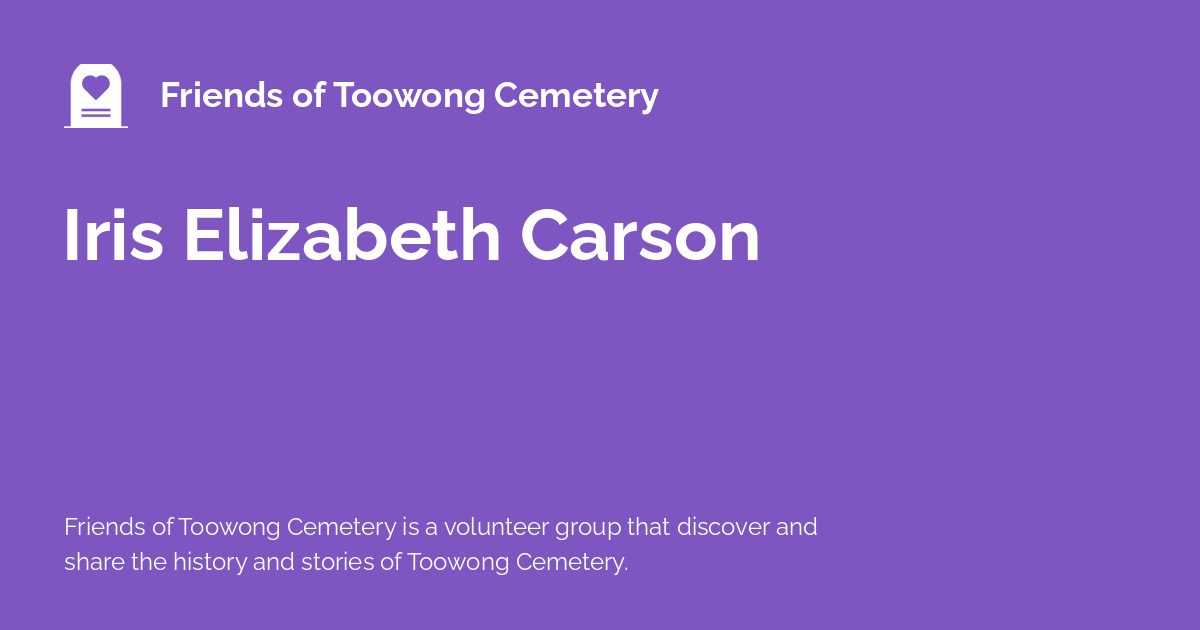 Friends of Toowong Cemetery
Iris Elizabeth Carson
Friends of Toowong Cemetery is a volunteer group that discover and
share the history and stories of Toowong Cemetery.